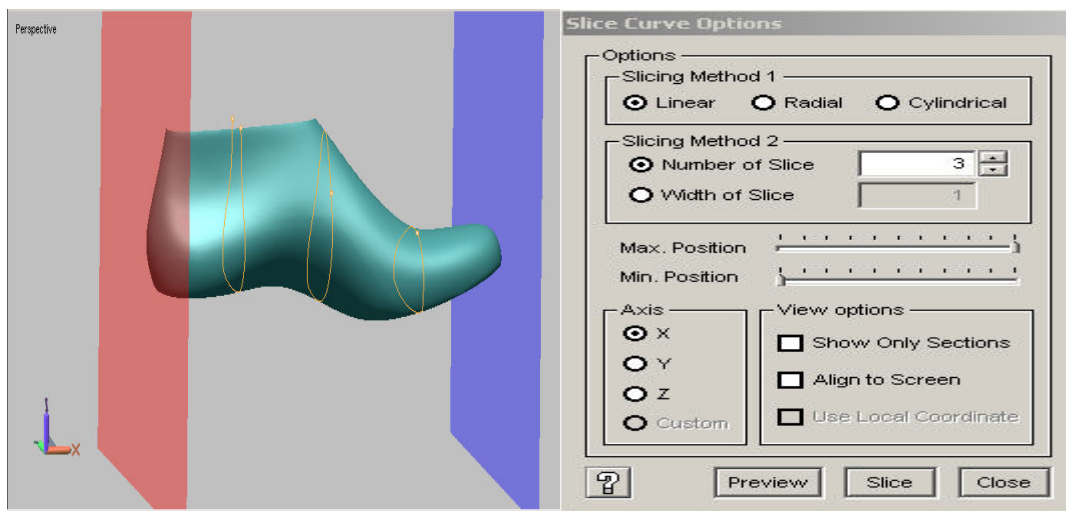 Perspective
X
Slice Curve Options
Options
Slicing Method 1
Linear Radial Cylindrical
Slicing Method 2
Number of Slice 3
Width of Slice 1
Max. Position
Min. Position
Axis
X
Y
Z
Custom
View options
Show Only Sections
Align to Screen
Use Local Coordinate
? Preview Slice Close